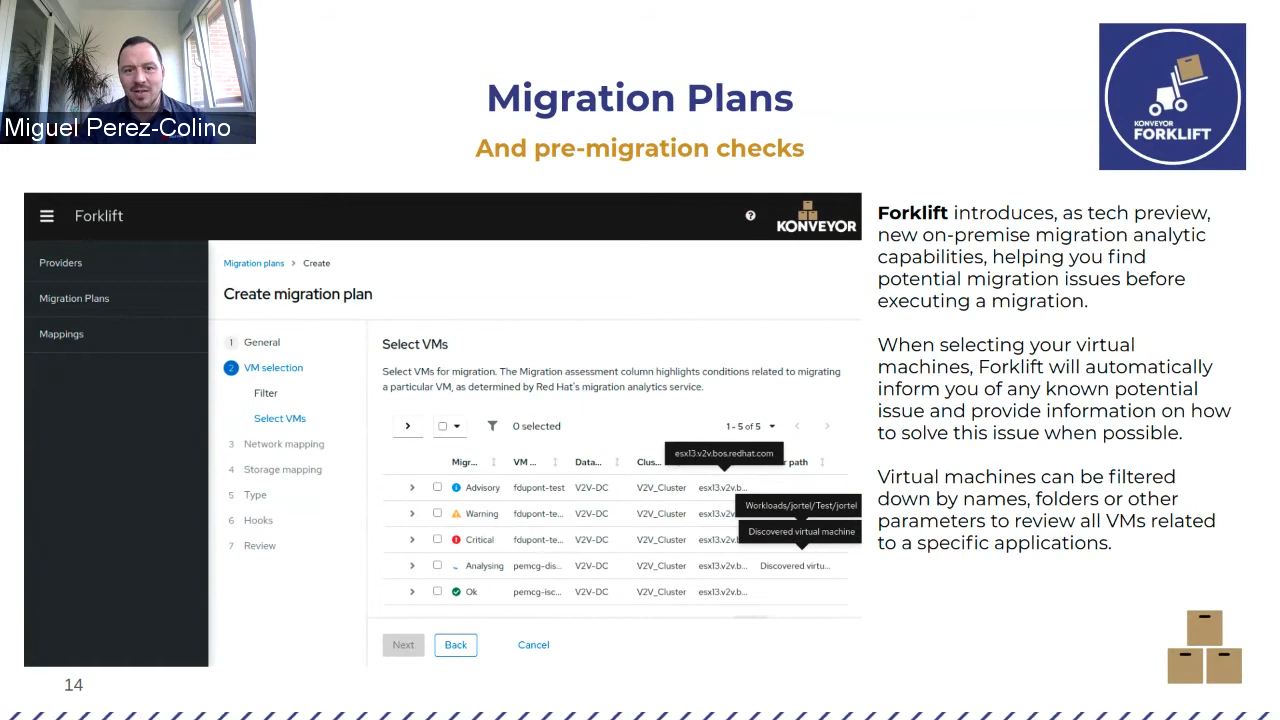 Miguel Perez-Colino
Migration Plans
And pre-migration checks
KONVEYOR
FORKLIFT
Forklift
KONVEYOR
Providers
Migration Plans
Mappings
Migration plans > Create
Create migration plan
1 General
2 VM selection
Filter
Select VMs
3 Network mapping
4 Storage mapping
5 Type
6 Hooks
7 Review
Select VMs
Select VMs for migration. The Migration assessment column highlights conditions related to migrating
a particular VM, as determined by Red Hat's migration analytics service.
0 selected 1 - 5 of 5
esx13.v2v.bos.redhat.com
Migr... VM ... Data... Clus... r path
Advisory fdupont-test V2V-DC V2V_Cluster esx13.v2v.b...
Workloads/jortel/Test/jortel
Warning fdupont-te... V2V-DC V2V_Cluster esx13.v2v
Discovered virtual machine
Critical fdupont-te... V2V-DC V2V_Cluster esx13.v2v
Analysing pemcg-dis... V2V-DC V2V_Cluster esx13.v2v.b... Discovered virtu...
Ok pemcg-isc... V2V-DC V2V_Cluster esx13.v2v.b...
Next Back Cancel
Forklift introduces, as tech preview,
new on-premise migration analytic
capabilities, helping you find
potential migration issues before
executing a migration.
When selecting your virtual
machines, Forklift will automatically
inform you of any known potential
issue and provide information on how
to solve this issue when possible.
Virtual machines can be filtered
down by names, folders or other
parameters to review all VMs related
to a specific applications.
14